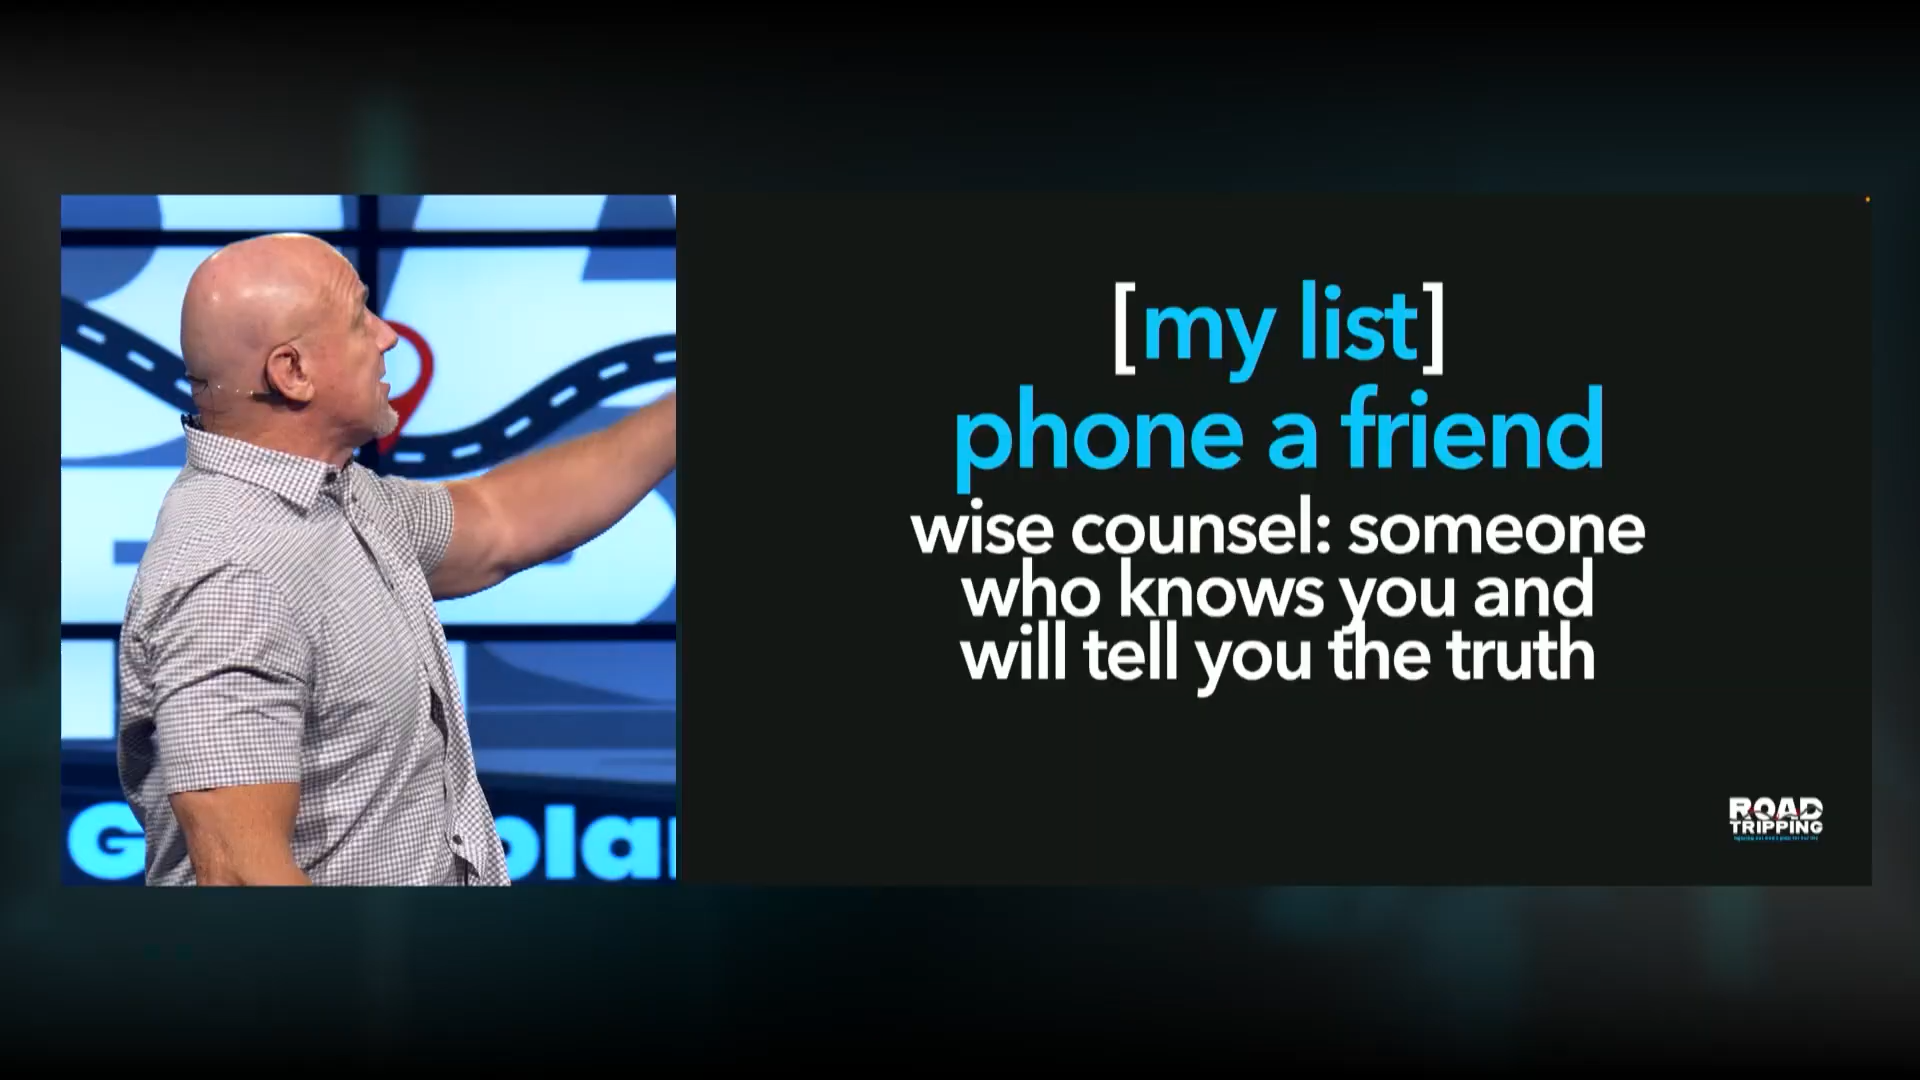 [my list]
phone a friend
wise counsel: someone
who knows you and
will tell you the truth
ROAD
TRIPPING